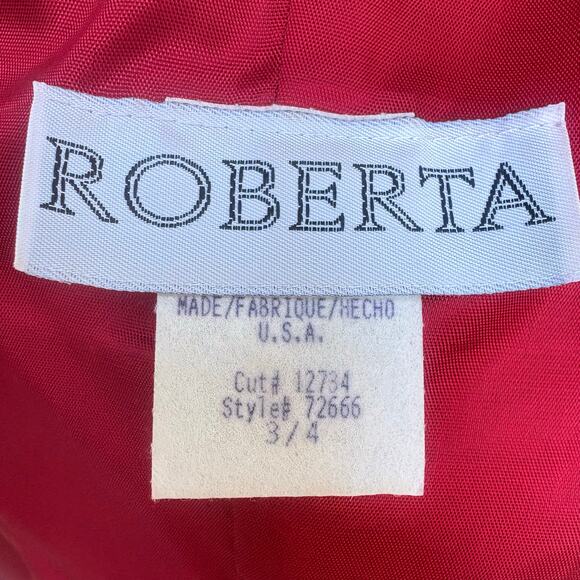 ROBERTA
MADE/FABRIQUE/HECHO
U.S.A.
Cut# 12734
Style# 72666
3/4